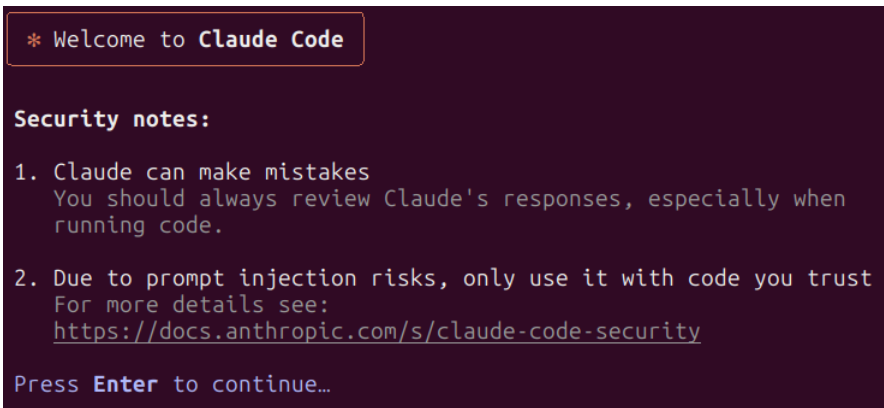 ✻ Welcome to Claude Code
Security notes:
1. Claude can make mistakes
You should always review Claude's responses, especially when
running code.
2. Due to prompt injection risks, only use it with code you trust
For more details see:
https://docs.anthropic.com/s/claude-code-security
Press Enter to continue…